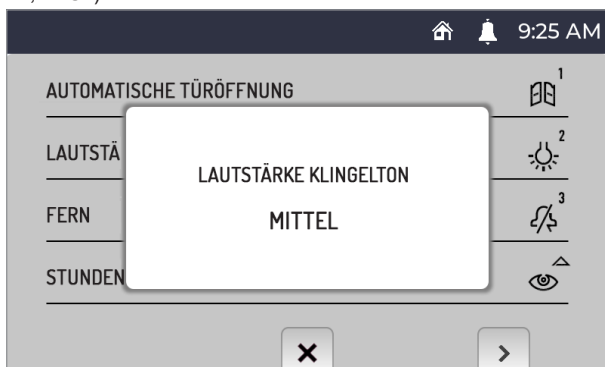 9:25 AM
AUTOMATISCHE TÜRÖFFNUNG
1
LAUTSTÄ
2
LAUTSTÄRKE KLINGELTON
MITTEL
FERN
3
STUNDEN